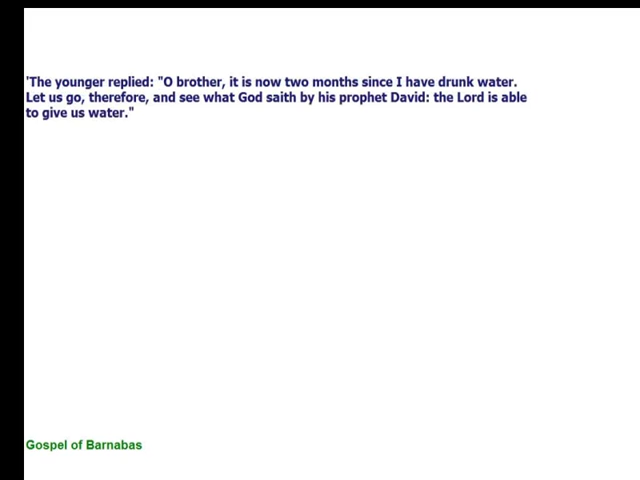 'The younger replied: "O brother, it is now two months since I have drunk water.
Let us go, therefore, and see what God saith by his prophet David: the Lord is able
to give us water."
Gospel of Barnabas